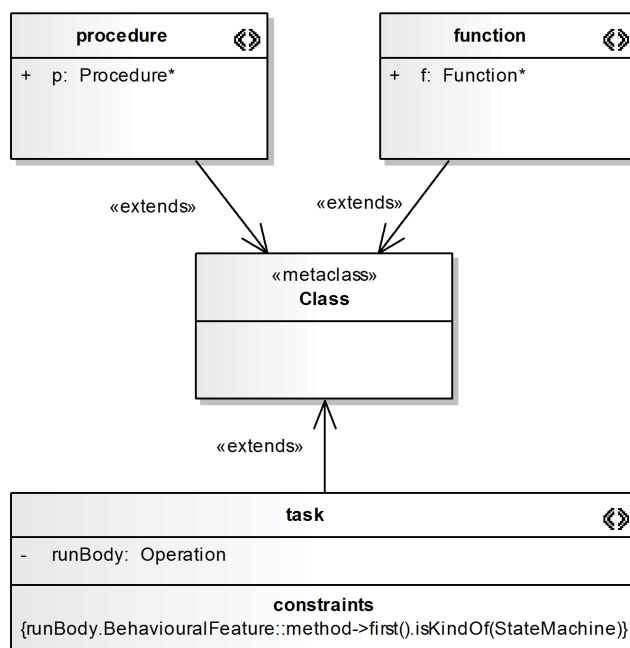 procedure
+ p: Procedure*
function
+ f: Function*
«extends»
«extends»
«metaclass»
Class
«extends»
task
- runBody: Operation
constraints
{runBody.BehaviouralFeature::method->first().isKindOf(StateMachine)}